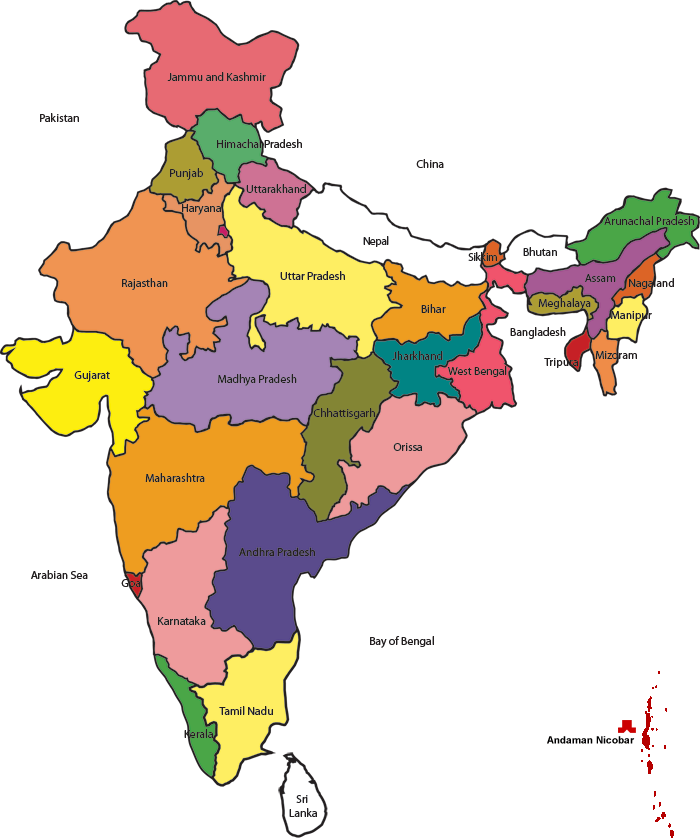 Jammu and Kashmir
Pakistan
Himachal Pradesh
China
Punjab
Uttarakhand
Haryana
Arunachal Pradesh
Nepal
Bhutan
Sikkim
Uttar Pradesh
Assam
Rajasthan
Nagaland
Meghalaya
Bihar
Manipur
Bangladesh
Jharkhand
Mizoram
Tripura
West Bengal
Gujarat
Madhya Pradesh
Chhattisgarh
Orissa
Maharashtra
Andhra Pradesh
Arabian Sea
Goa
Karnataka
Bay of Bengal
Tamil Nadu
Kerala
Andaman Nicobar
Sri
Lanka